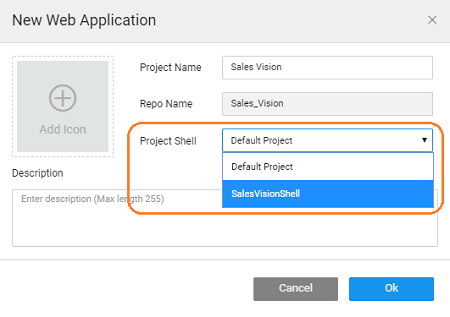 New Web Application
Project Name
Sales Vision
Repo Name
Sales_Vision
Add Icon
Project Shell
Default Project
Default Project
SalesVisionShell
Description
Enter description (Max length 255)
Cancel
Ok